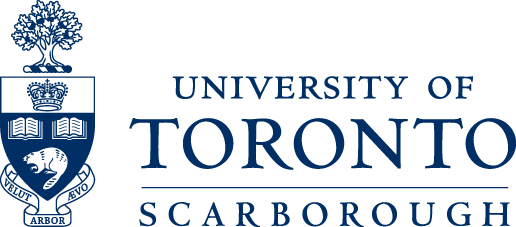 UNIVERSITY OF
TORONTO
SCARBOROUGH
VELUT ARBOR ÆVO